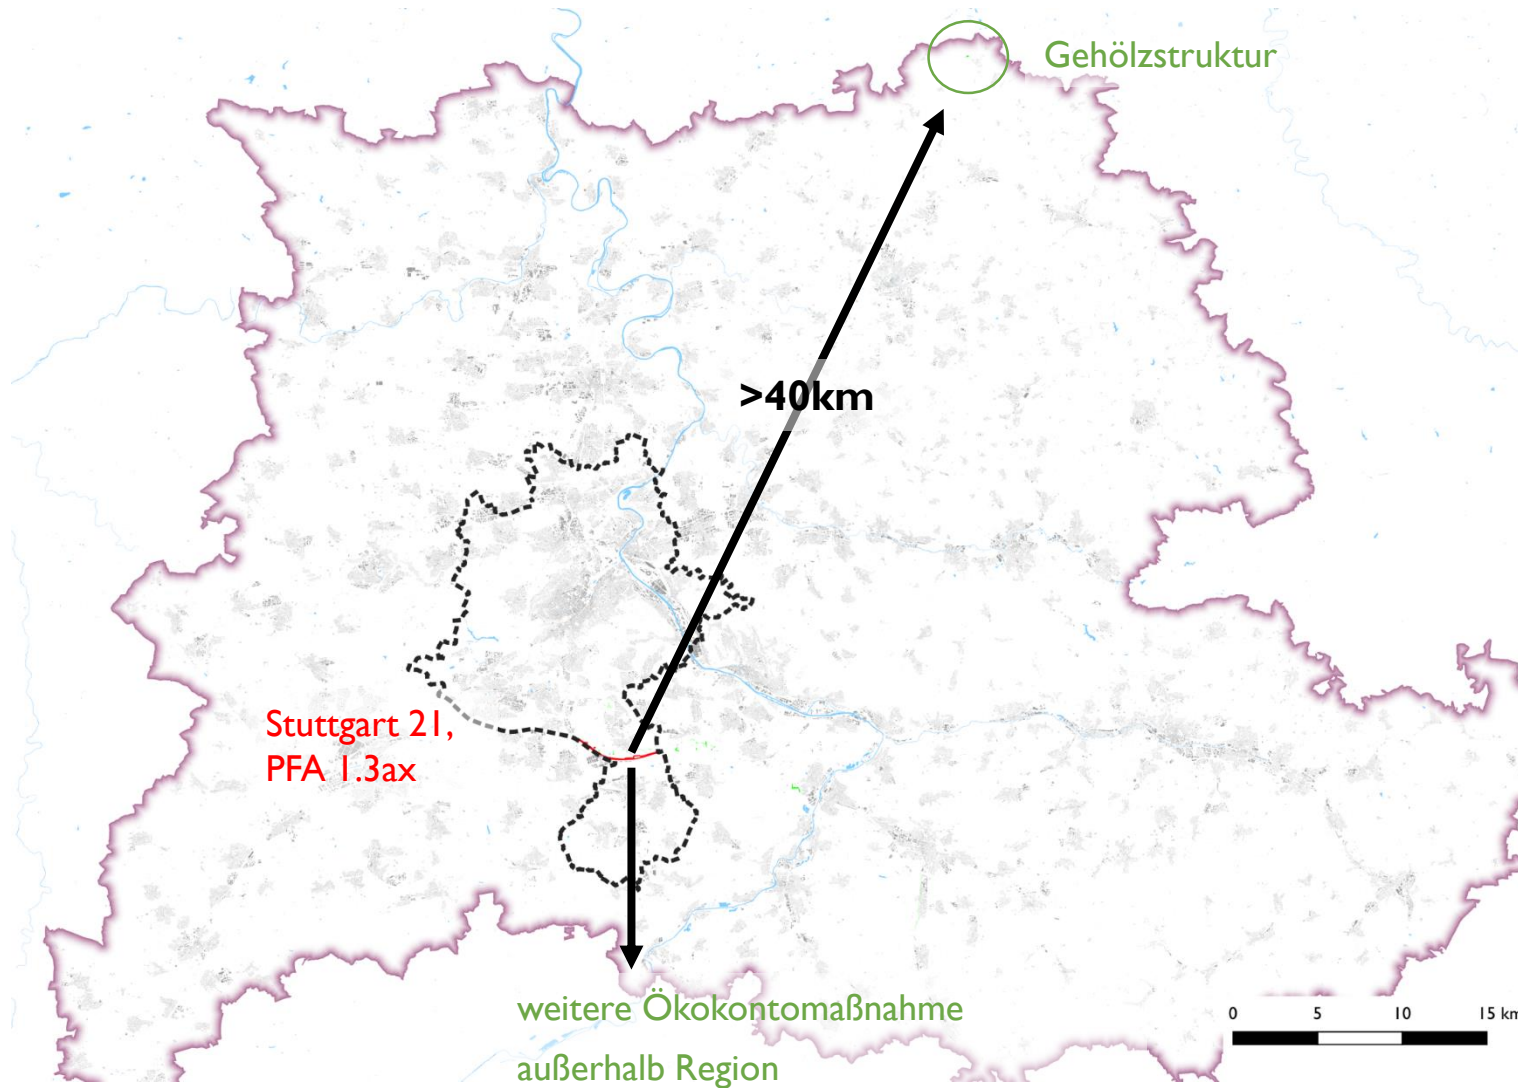 Gehölzstruktur
>40km
Stuttgart 21,
PFA 1.3ax
weitere Ökokontomaßnahme
außerhalb Region
0 5 10 15 km